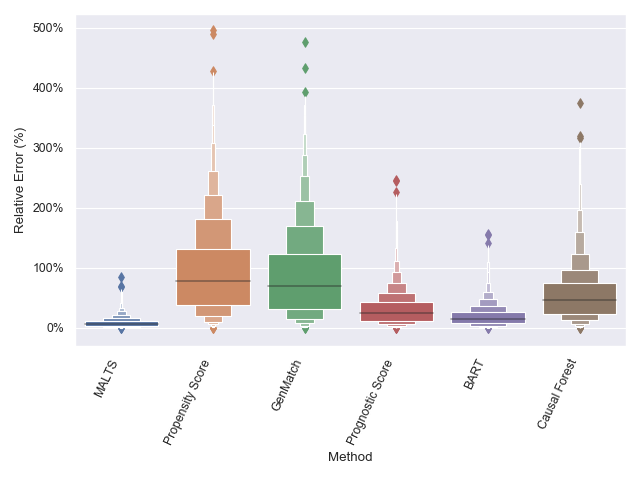 500%
400%
300%
200%
100%
0%
Relative Error (%)
MALTS
Propensity Score
GenMatch
Prognostic Score
BART
Causal Forest
Method